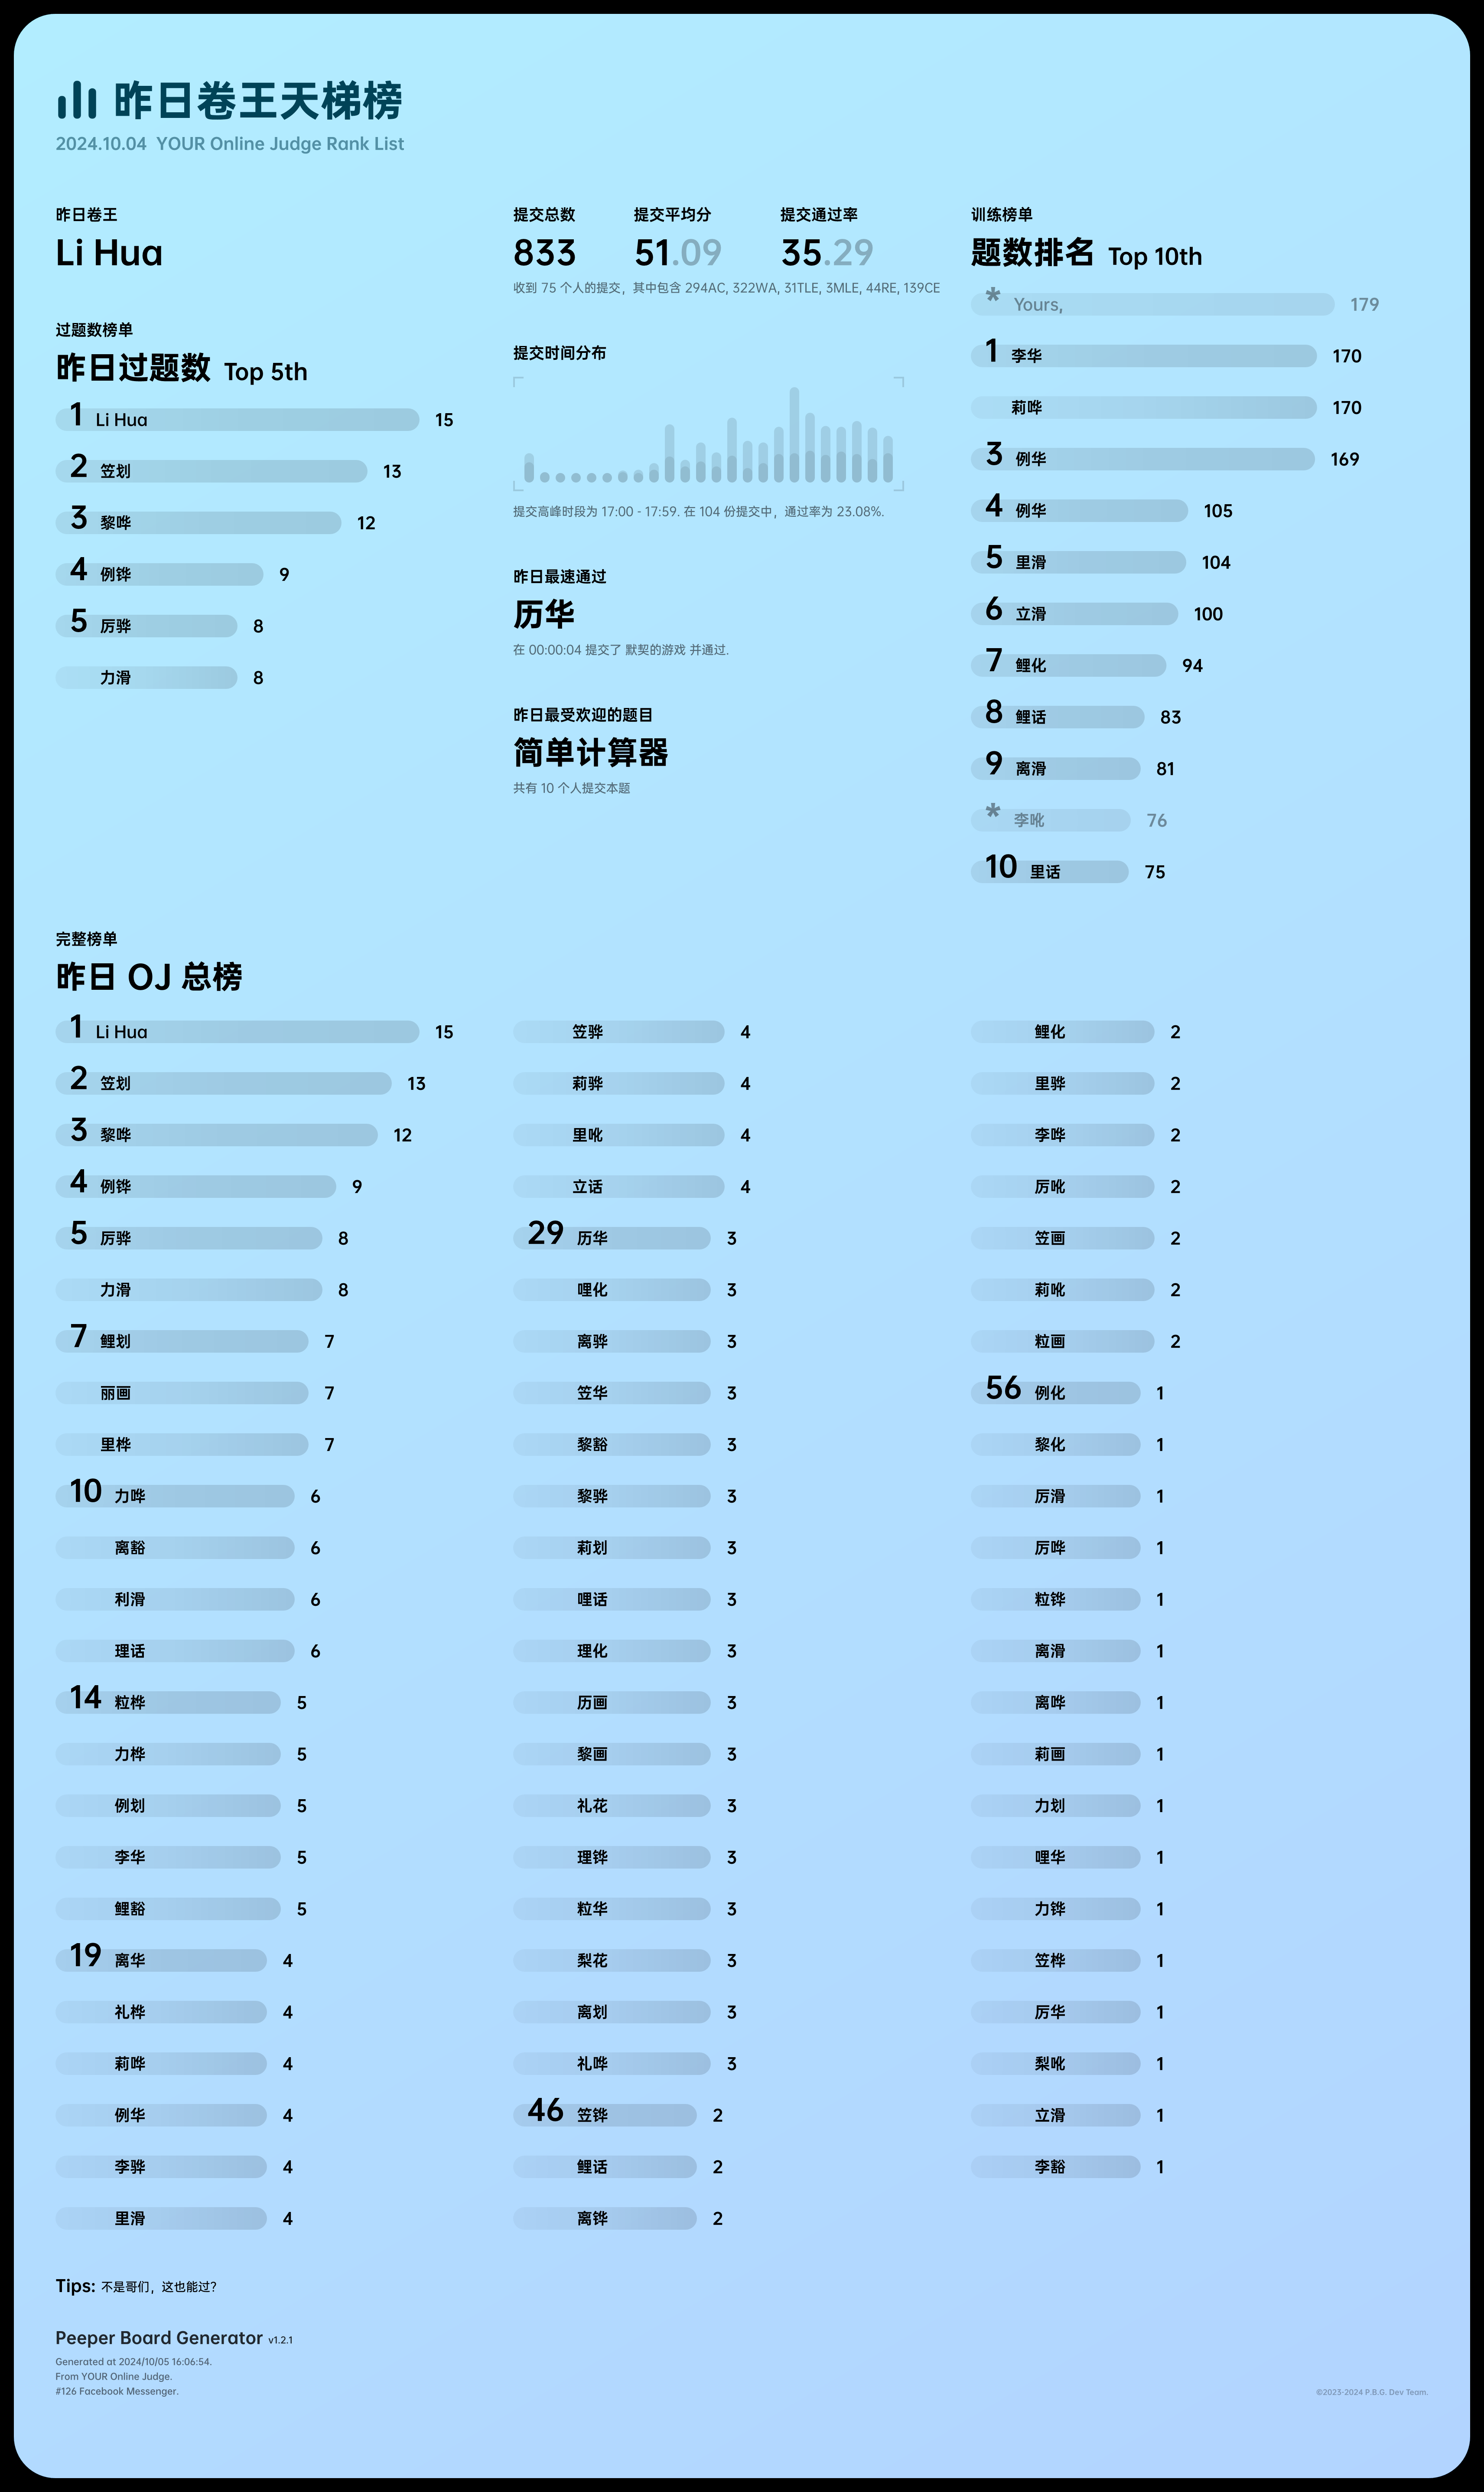 昨日卷王天梯榜
2024.10.04 YOUR Online Judge Rank List
昨日卷王
Li Hua
过题数榜单
昨日过题数 Top 5th
1 Li Hua 15
2 笠划 13
3 黎哗 12
4 例铧 9
5 厉骅 8
力滑 8
提交总数 提交平均分 提交通过率
833 51.09 35.29
收到 75 个人的提交，其中包含 294AC, 322WA, 31TLE, 3MLE, 44RE, 139CE
提交时间分布
提交高峰时段为 17:00 - 17:59. 在 104 份提交中，通过率为 23.08%.
昨日最速通过
历华
在 00:00:04 提交了 默契的游戏 并通过.
昨日最受欢迎的题目
简单计算器
共有 10 个人提交本题
训练榜单
题数排名 Top 10th
* Yours, 179
1 李华 170
莉哗 170
3 例华 169
4 例华 105
5 里滑 104
6 立滑 100
7 鲤化 94
8 鲤话 83
9 离滑 81
* 李吪 76
10 里话 75
完整榜单
昨日 OJ 总榜
1 Li Hua 15
2 笠划 13
3 黎哗 12
4 例铧 9
5 厉骅 8
力滑 8
7 鲤划 7
丽画 7
里桦 7
10 力哗 6
离豁 6
利滑 6
理话 6
14 粒桦 5
力桦 5
例划 5
李华 5
鲤豁 5
19 离华 4
礼桦 4
莉哗 4
例华 4
李骅 4
里滑 4
笠骅 4
莉骅 4
里吪 4
立话 4
29 历华 3
哩化 3
离骅 3
笠华 3
黎豁 3
黎骅 3
莉划 3
哩话 3
理化 3
历画 3
黎画 3
礼花 3
理铧 3
粒华 3
梨花 3
离划 3
礼哗 3
46 笠铧 2
鲤话 2
离铧 2
鲤化 2
里骅 2
李哗 2
厉吪 2
笠画 2
莉吪 2
粒画 2
56 例化 1
黎化 1
厉滑 1
厉哗 1
粒铧 1
离滑 1
离哗 1
莉画 1
力划 1
哩华 1
力铧 1
笠桦 1
厉华 1
梨吪 1
立滑 1
李豁 1
Tips: 不是哥们，这也能过？
Peeper Board Generator v1.2.1
Generated at 2024/10/05 16:06:54.
From YOUR Online Judge.
#126 Facebook Messenger.
©2023-2024 P.B.G. Dev Team.